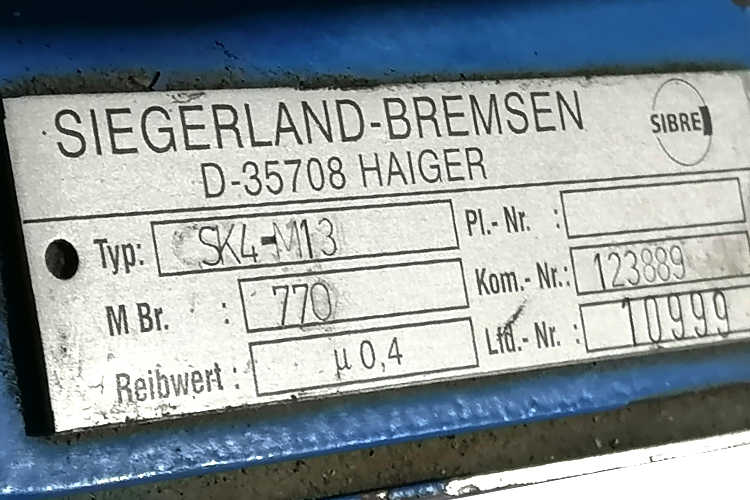 SIEGERLAND-BREMSEN
SIBRE
D-35708 HAIGER
Typ: SK4-M13 Pl.- Nr. :
M Br. : 770 Kom.- Nr.: 123889
Reibwert : µ 0,4 Lfd.- Nr. : 10999